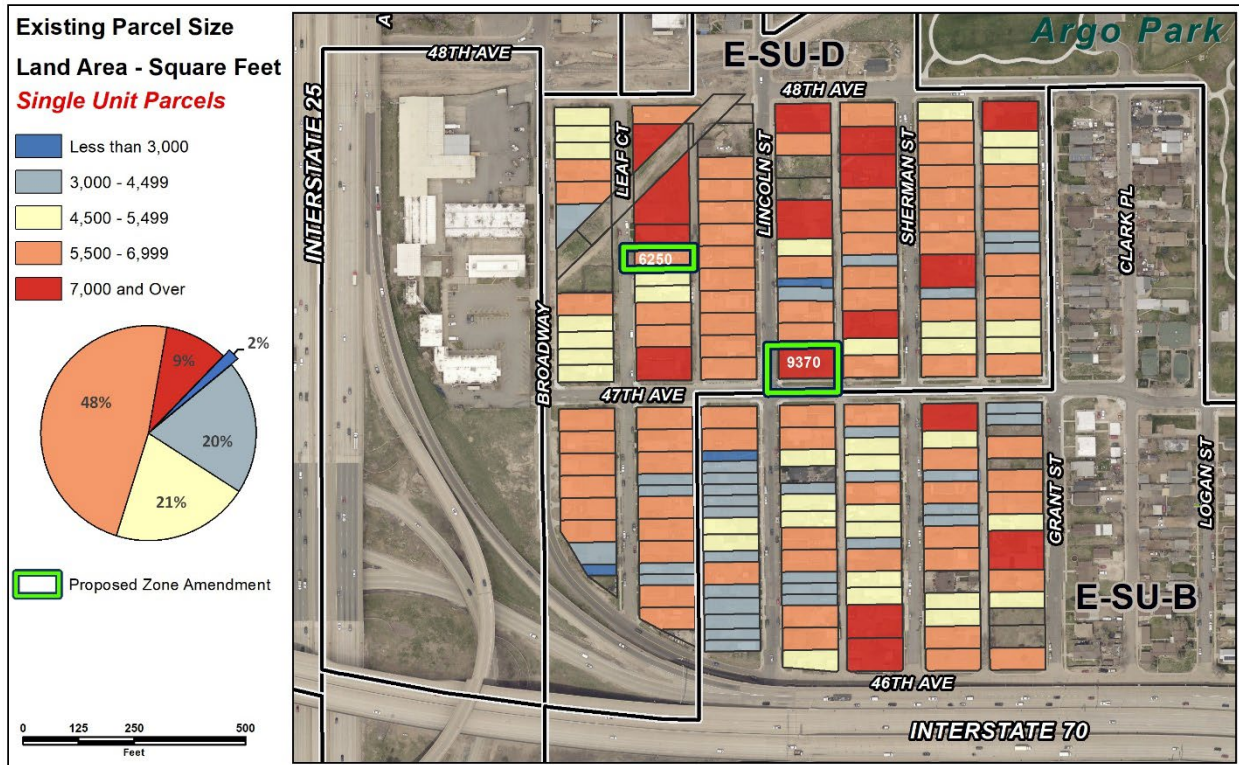 Existing Parcel Size
Land Area - Square Feet
Single Unit Parcels
Less than 3,000
3,000 - 4,499
4,500 - 5,499
5,500 - 6,999
7,000 and Over
9%
2%
48%
20%
21%
Proposed Zone Amendment
0 125 250 500
Feet
A
48TH AVE
E-SU-D
Argo Park
48TH AVE
INTERSTATE 25
LEAF CT
LINCOLN ST
SHERMAN ST
CLARK PL
6250
BROADWAY
9370
47TH AVE
GRANT ST
LOGAN ST
E-SU-B
46TH AVE
INTERSTATE 70